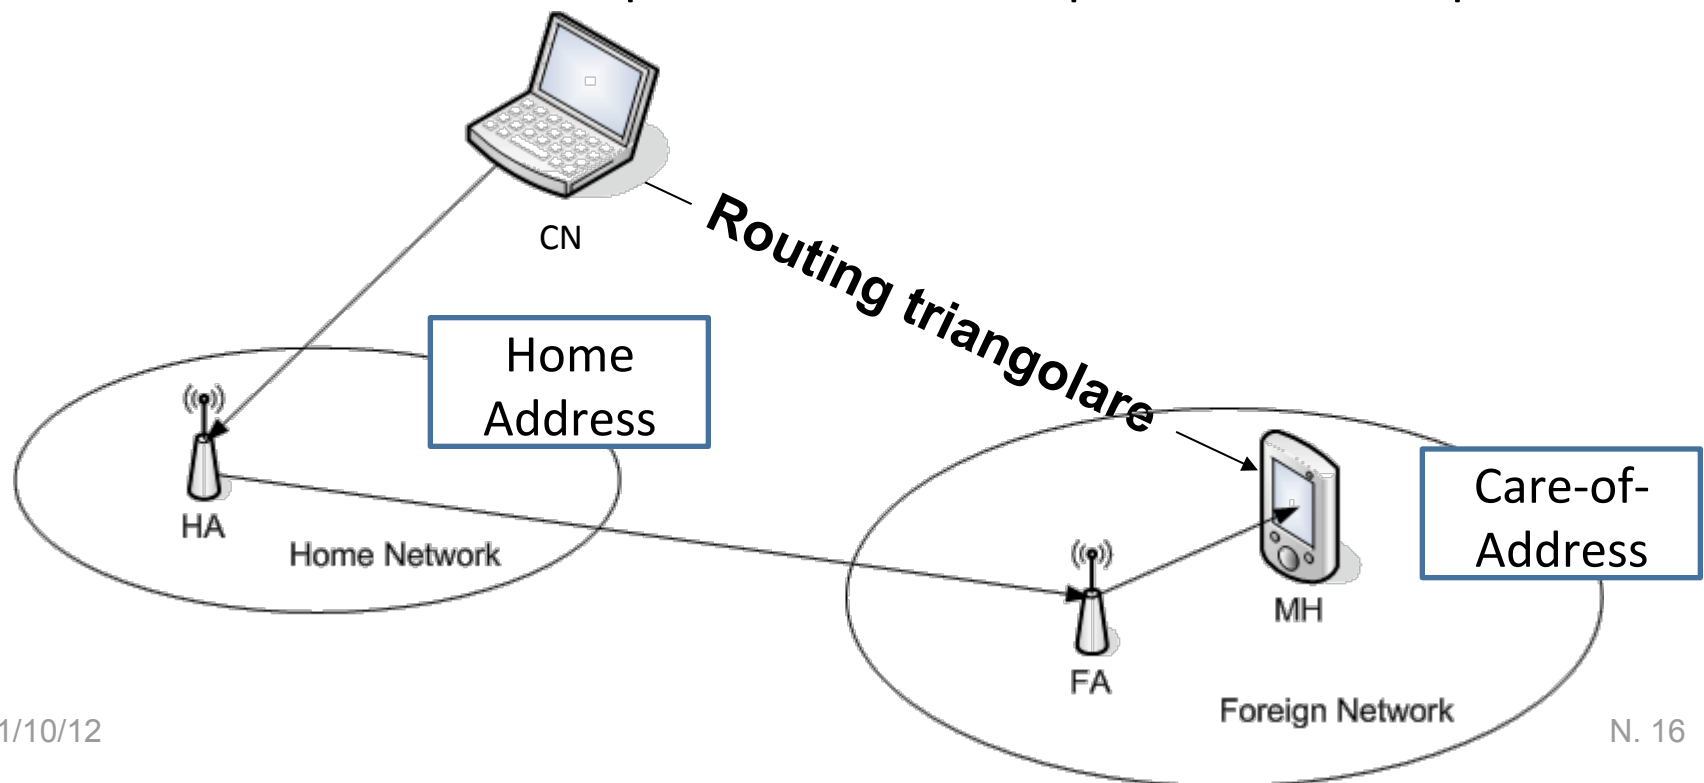 CN
Routing triangolare
Home
Address
HA
Home Network
Care-of-
Address
MH
FA
Foreign Network
1/10/12
N. 16